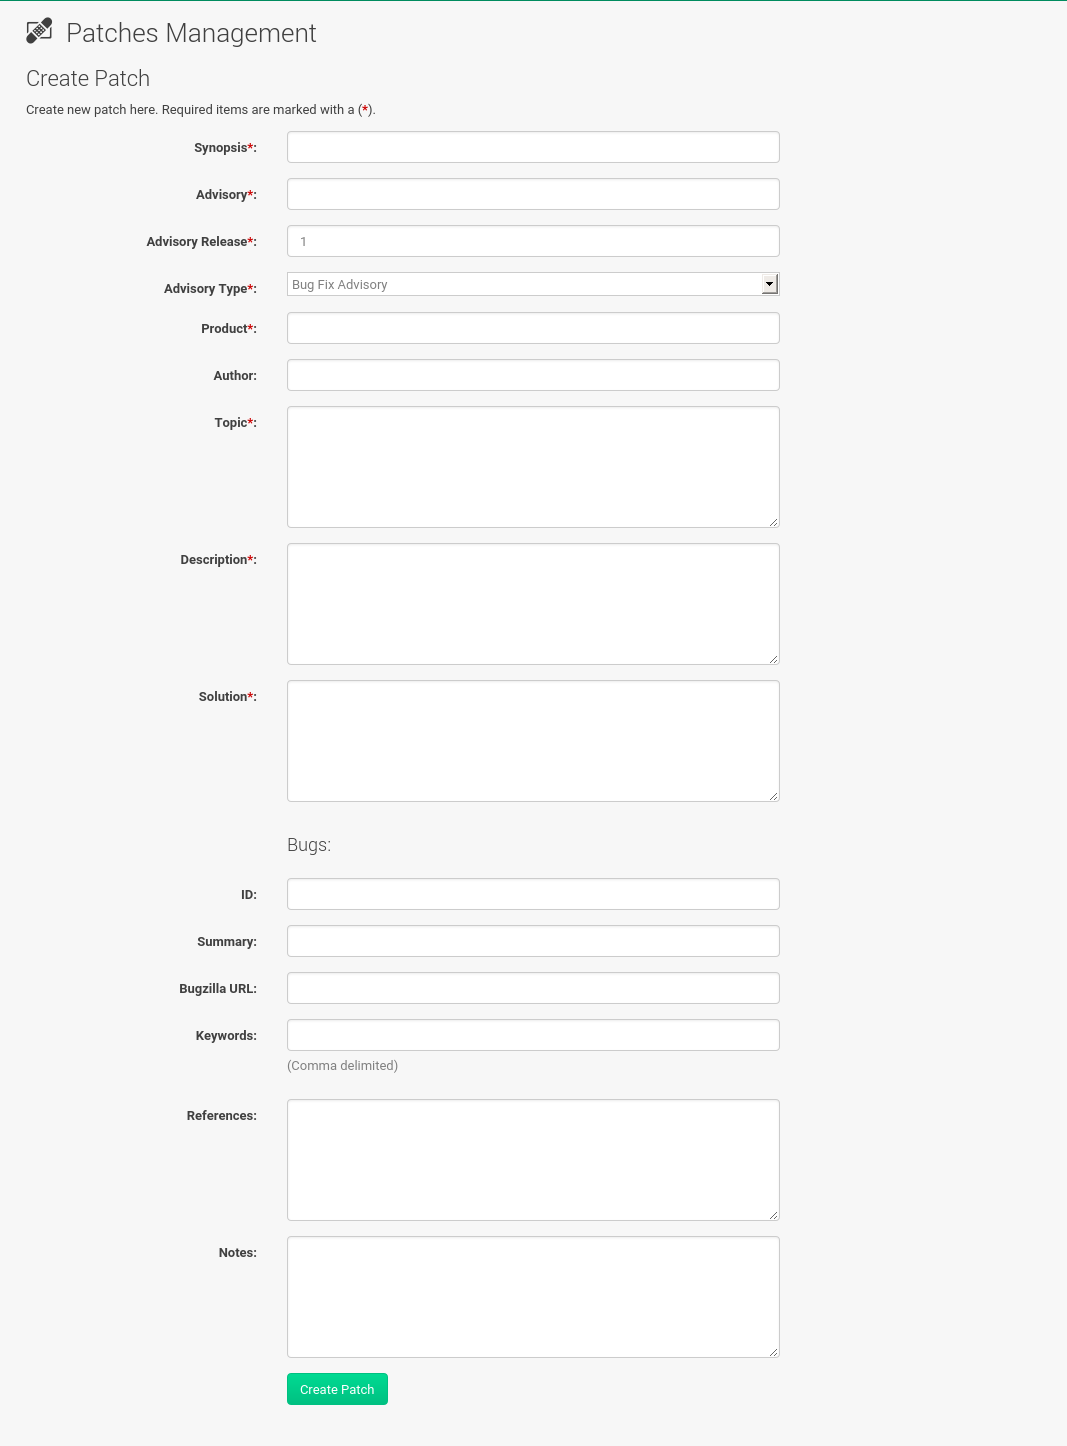 Patches Management
Create Patch
Create new patch here. Required items are marked with a (*).
Synopsis*:
Advisory*:
Advisory Release*: 1
Advisory Type*: Bug Fix Advisory
Product*:
Author:
Topic*:
Description*:
Solution*:
Bugs:
ID:
Summary:
Bugzilla URL:
Keywords:
(Comma delimited)
References:
Notes:
Create Patch